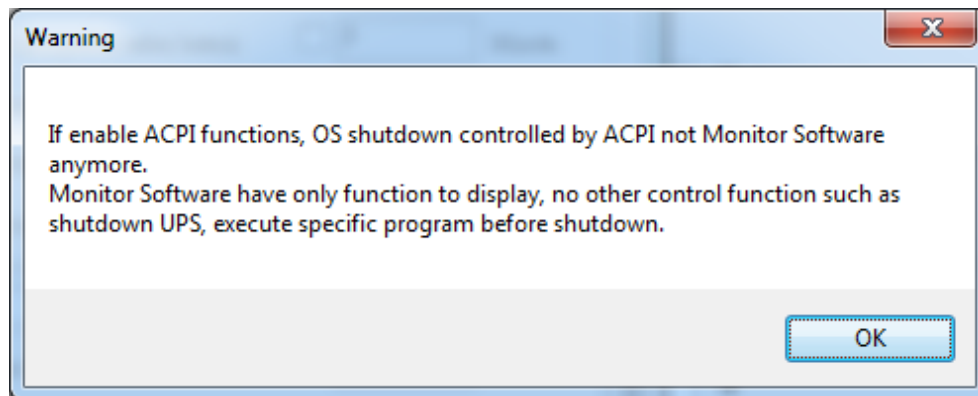 Warning
If enable ACPI functions, OS shutdown controlled by ACPI not Monitor Software
anymore.
Monitor Software have only function to display, no other control function such as
shutdown UPS, execute specific program before shutdown.
OK